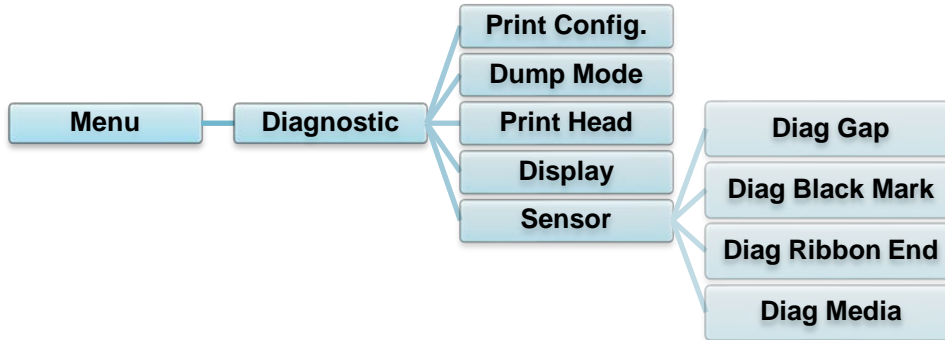 Menu
Diagnostic
Print Config.
Dump Mode
Print Head
Display
Sensor
Diag Gap
Diag Black Mark
Diag Ribbon End
Diag Media